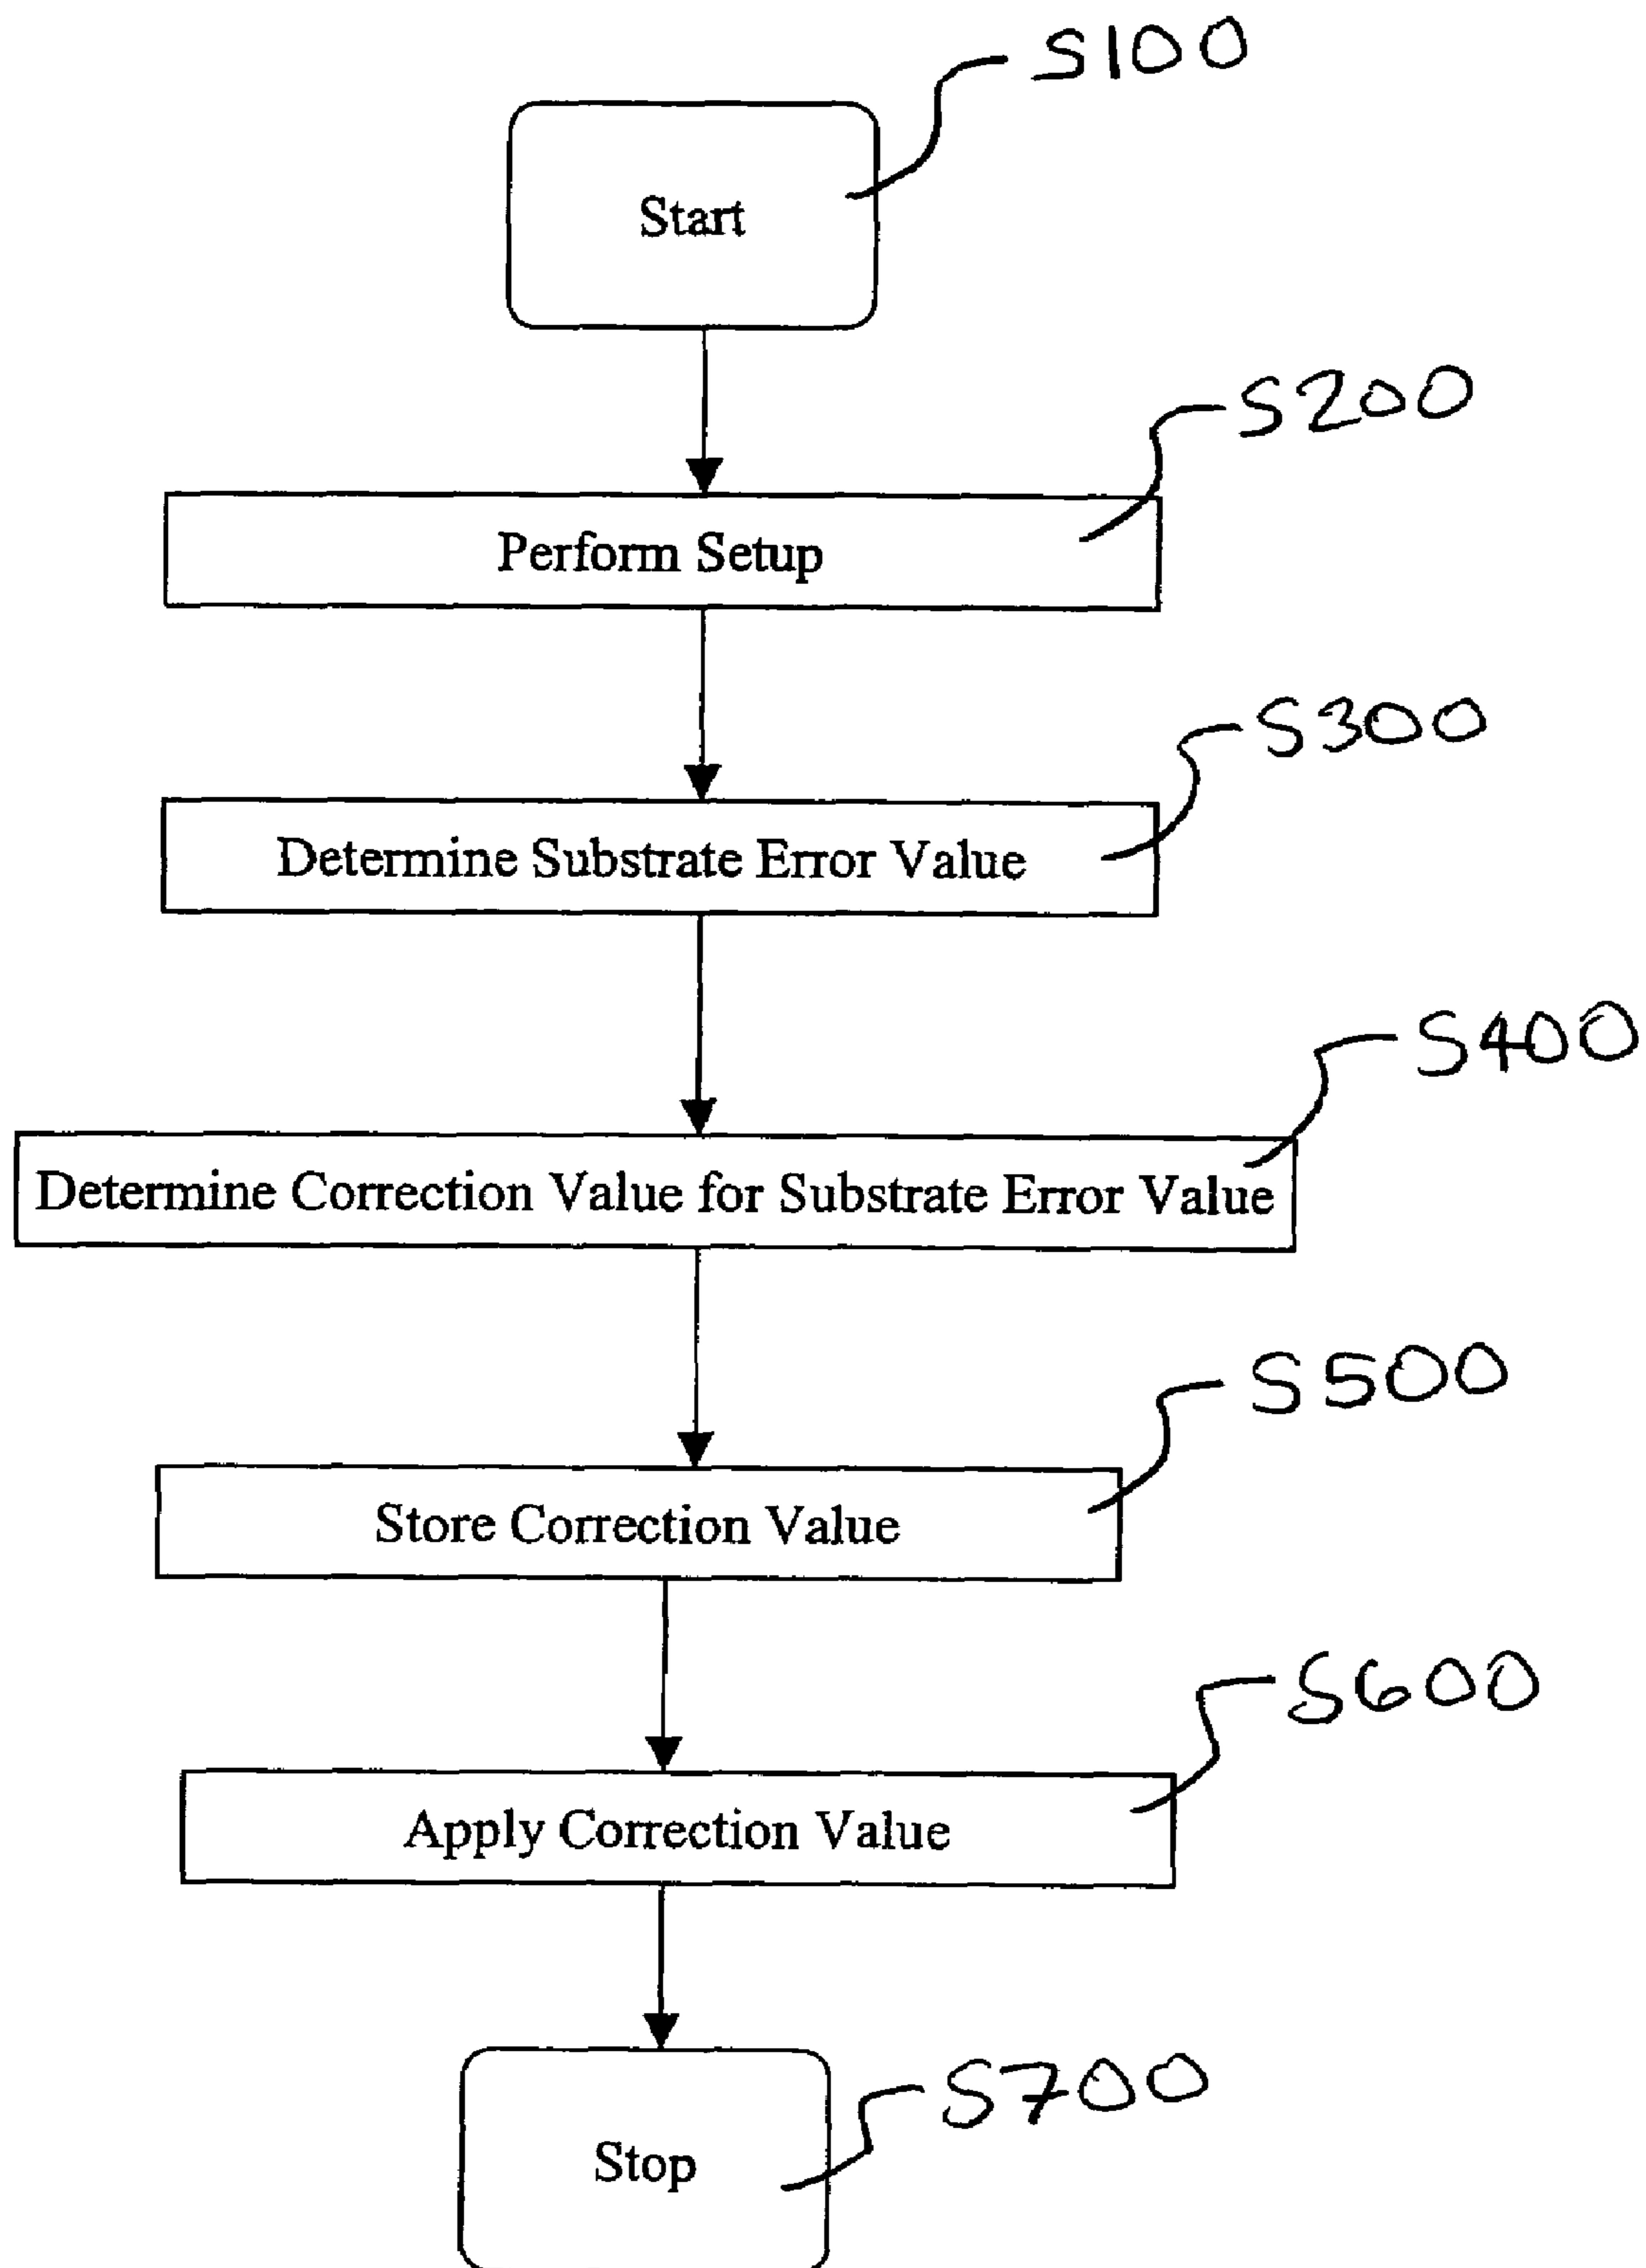 S100
Start
S200
Perform Setup
S300
Determine Substrate Error Value
S400
Determine Correction Value for Substrate Error Value
S500
Store Correction Value
S600
Apply Correction Value
S700
Stop